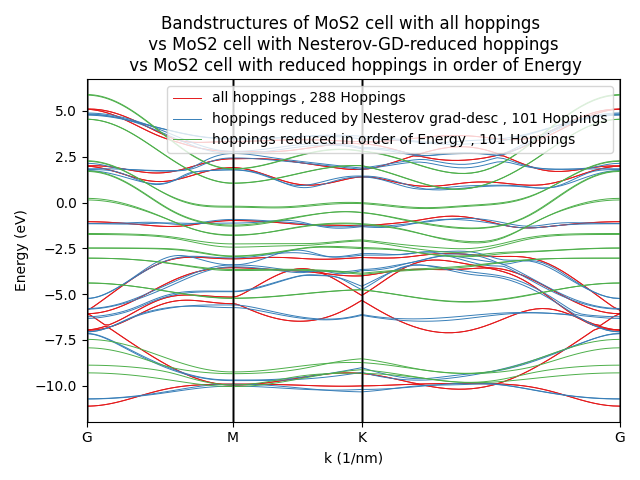 Bandstructures of MoS2 cell with all hoppings
vs MoS2 cell with Nesterov-GD-reduced hoppings
vs MoS2 cell with reduced hoppings in order of Energy
all hoppings , 288 Hoppings
hoppings reduced by Nesterov grad-desc , 101 Hoppings
hoppings reduced in order of Energy , 101 Hoppings
5.0
2.5
0.0
−2.5
−5.0
−7.5
−10.0
Energy (eV)
G M K G
k (1/nm)